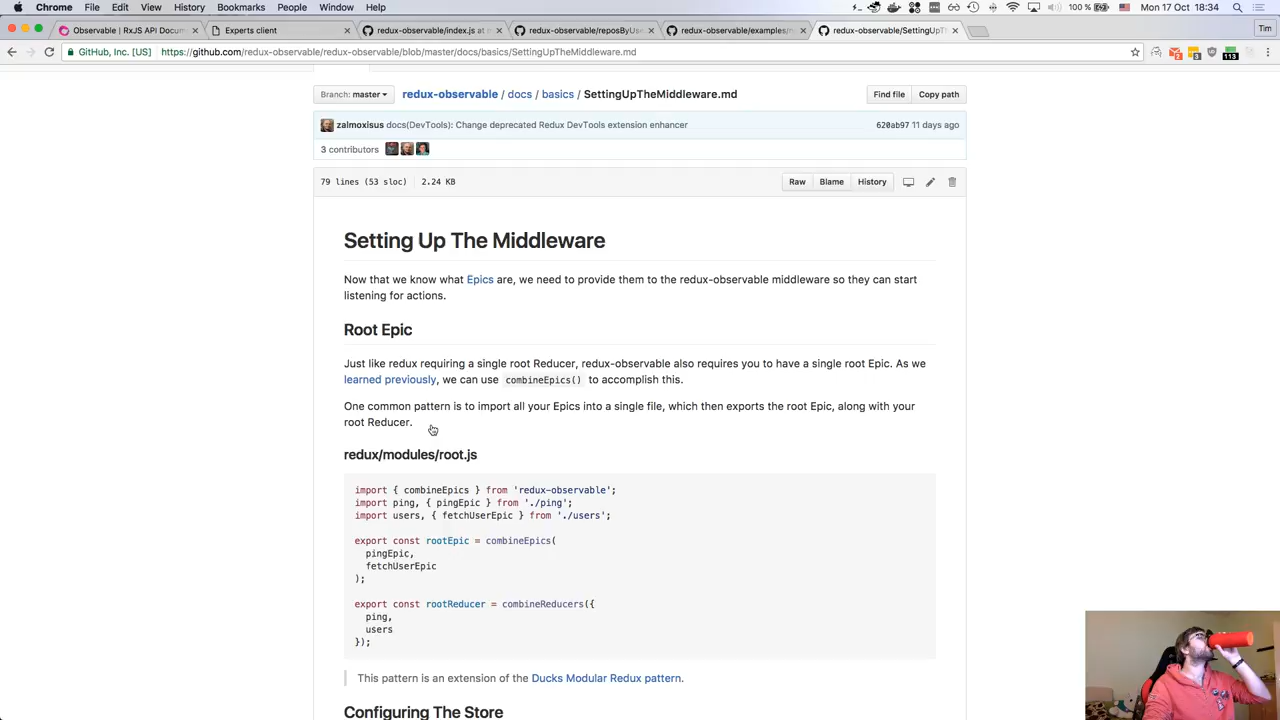 Chrome File Edit View History Bookmarks People Window Help
100 % Mon 17 Oct 18:34
Observable | RxJS API Docum
Experts client
redux-observable/index.js at
redux-observable/reposByUse
redux-observable/examples/
redux-observable/SettingUpT
Tim
GitHub, Inc. [US] https://github.com/redux-observable/redux-observable/blob/master/docs/basics/SettingUpTheMiddleware.md
113
Branch: master redux-observable / docs / basics / SettingUpTheMiddleware.md Find file Copy path
zalmoxisus docs(DevTools): Change deprecated Redux DevTools extension enhancer 620ab97 11 days ago
3 contributors
79 lines (53 sloc) 2.24 KB Raw Blame History
Setting Up The Middleware
Now that we know what Epics are, we need to provide them to the redux-observable middleware so they can start
listening for actions.
Root Epic
Just like redux requiring a single root Reducer, redux-observable also requires you to have a single root Epic. As we
learned previously, we can use combineEpics() to accomplish this.
One common pattern is to import all your Epics into a single file, which then exports the root Epic, along with your
root Reducer.
redux/modules/root.js
import { combineEpics } from 'redux-observable';
import ping, { pingEpic } from './ping';
import users, { fetchUserEpic } from './users';
export const rootEpic = combineEpics(
pingEpic,
fetchUserEpic
);
export const rootReducer = combineReducers({
ping,
users
});
This pattern is an extension of the Ducks Modular Redux pattern.
Configuring The Store